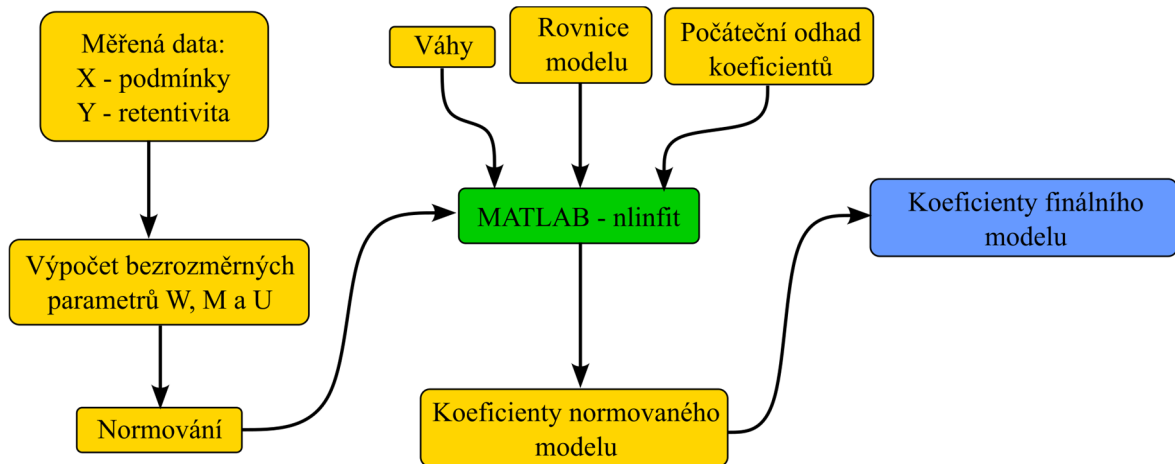 Měřená data:
X - podmínky
Y - retentivita
Výpočet bezrozměrných
parametrů W, M a U
Normování
Váhy
Rovnice
modelu
Počáteční odhad
koeficientů
MATLAB - nlinfit
Koeficienty normovaného
modelu
Koeficienty finálního
modelu